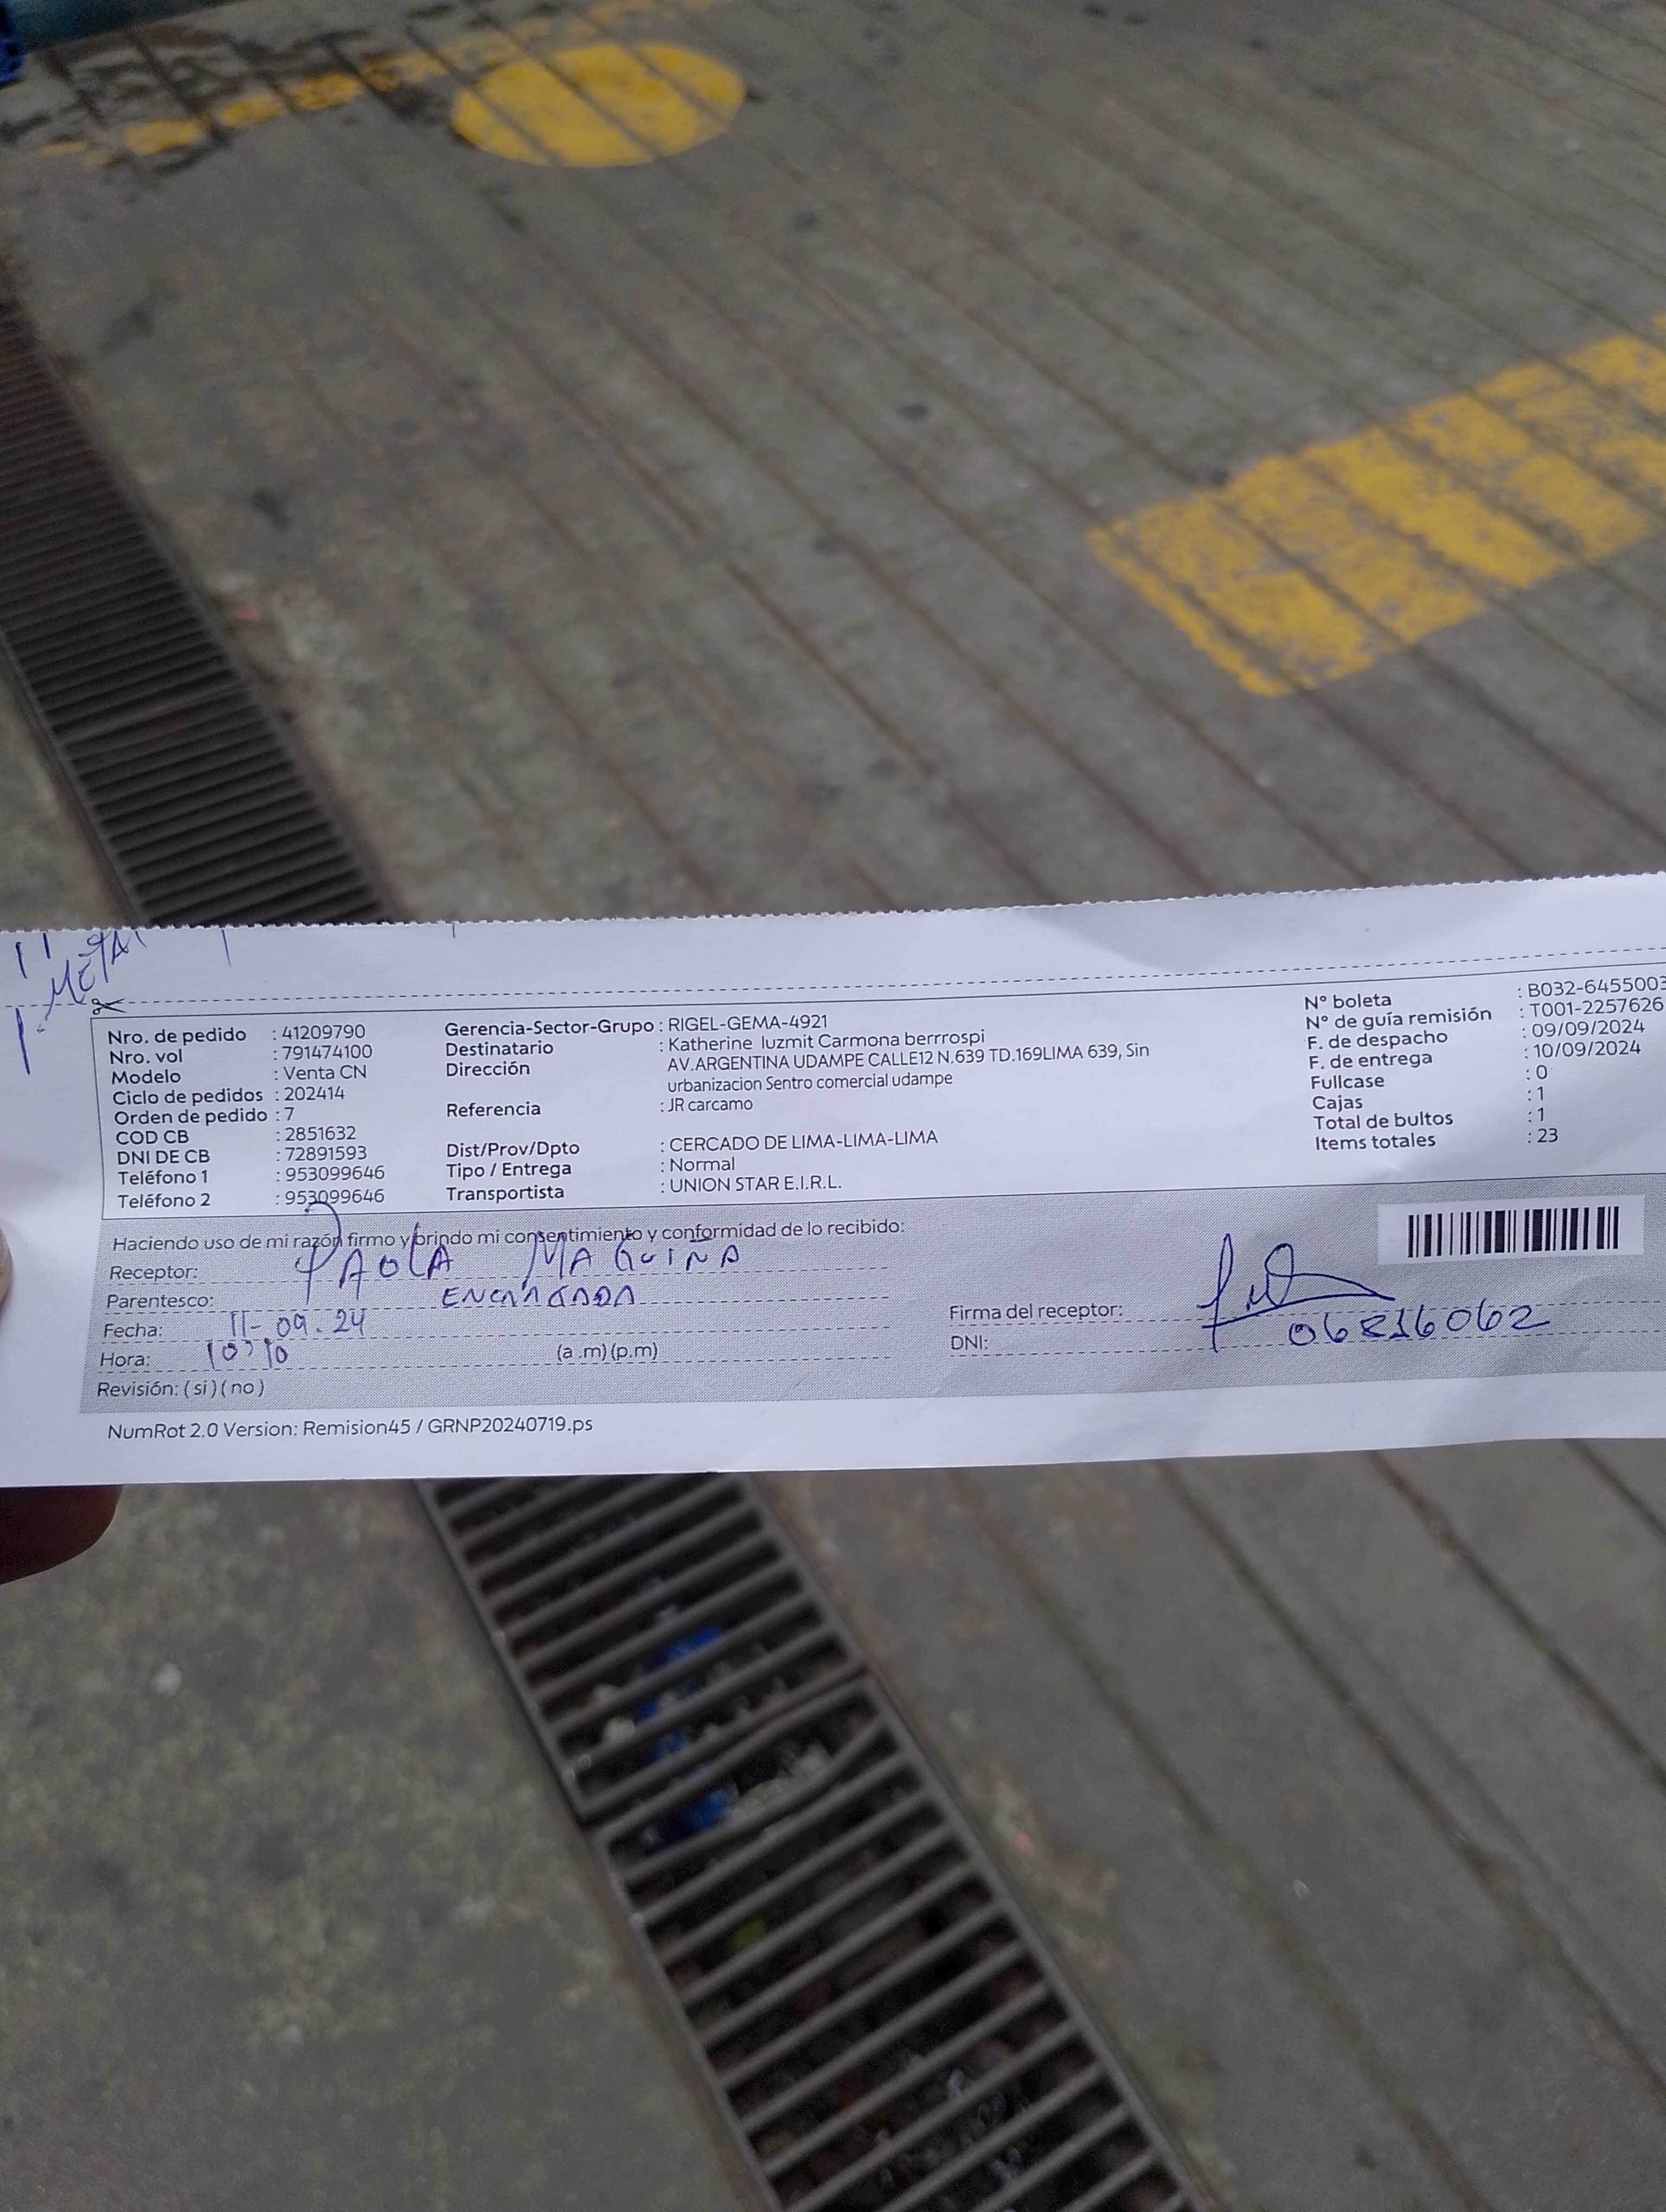 Nro. de pedido : 41209790
Nro. vol : 791474100
Modelo : Venta CN
Ciclo de pedidos : 202414
Orden de pedido : 7
COD CB : 2851632
DNI DE CB : 72891593
Teléfono 1 : 953099646
Teléfono 2 : 953099646
Gerencia-Sector-Grupo : RIGEL-GEMA-4921
Destinatario : Katherine luzmit Carmona berrrospi
Dirección AV.ARGENTINA UDAMPE CALLE12 N.639 TD.169LIMA 639, Sin
urbanizacion Sentro comercial udampe
Referencia : JR carcamo
Dist/Prov/Dpto : CERCADO DE LIMA-LIMA-LIMA
Tipo / Entrega : Normal
Transportista : UNION STAR E.I.R.L.
N° boleta : B032-6455003
N° de guía remisión : T001-2257626
F. de despacho : 09/09/2024
F. de entrega : 10/09/2024
Fullcase : 0
Cajas : 1
Total de bultos : 1
Items totales : 23
Haciendo uso de mi razón firmo y brindo mi consentimiento y conformidad de lo recibido:
Receptor: PAOLA MAGUIÑA
Parentesco: ENCARGADA
Fecha: 11-09.24
Hora: 10:10 (a .m) (p.m)
Revisión: ( si ) ( no )
Firma del receptor:
DNI: 06816062
NumRot 2.0 Version: Remision45 / GRNP20240719.ps